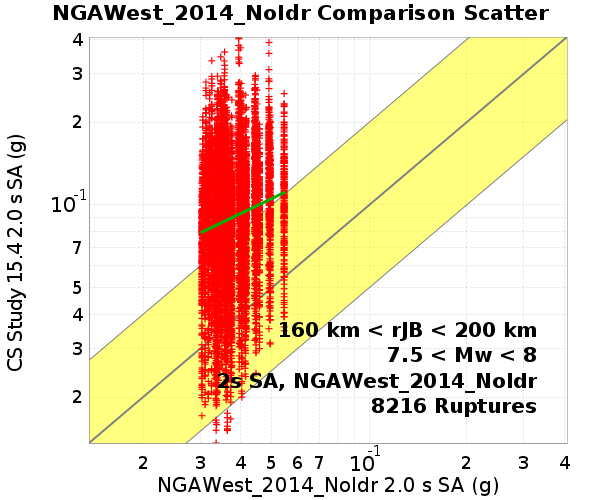 NGAWest_2014_NoIdr Comparison Scatter
CS Study 15.4 2.0 s SA (g)
4
3
2
10-1
7
5
4
3
2
160 km < rJB < 200 km
7.5 < Mw < 8
2s SA, NGAWest_2014_NoIdr
8216 Ruptures
2 3 4 5 6 7 10-1 2 3 4
NGAWest_2014_NoIdr 2.0 s SA (g)